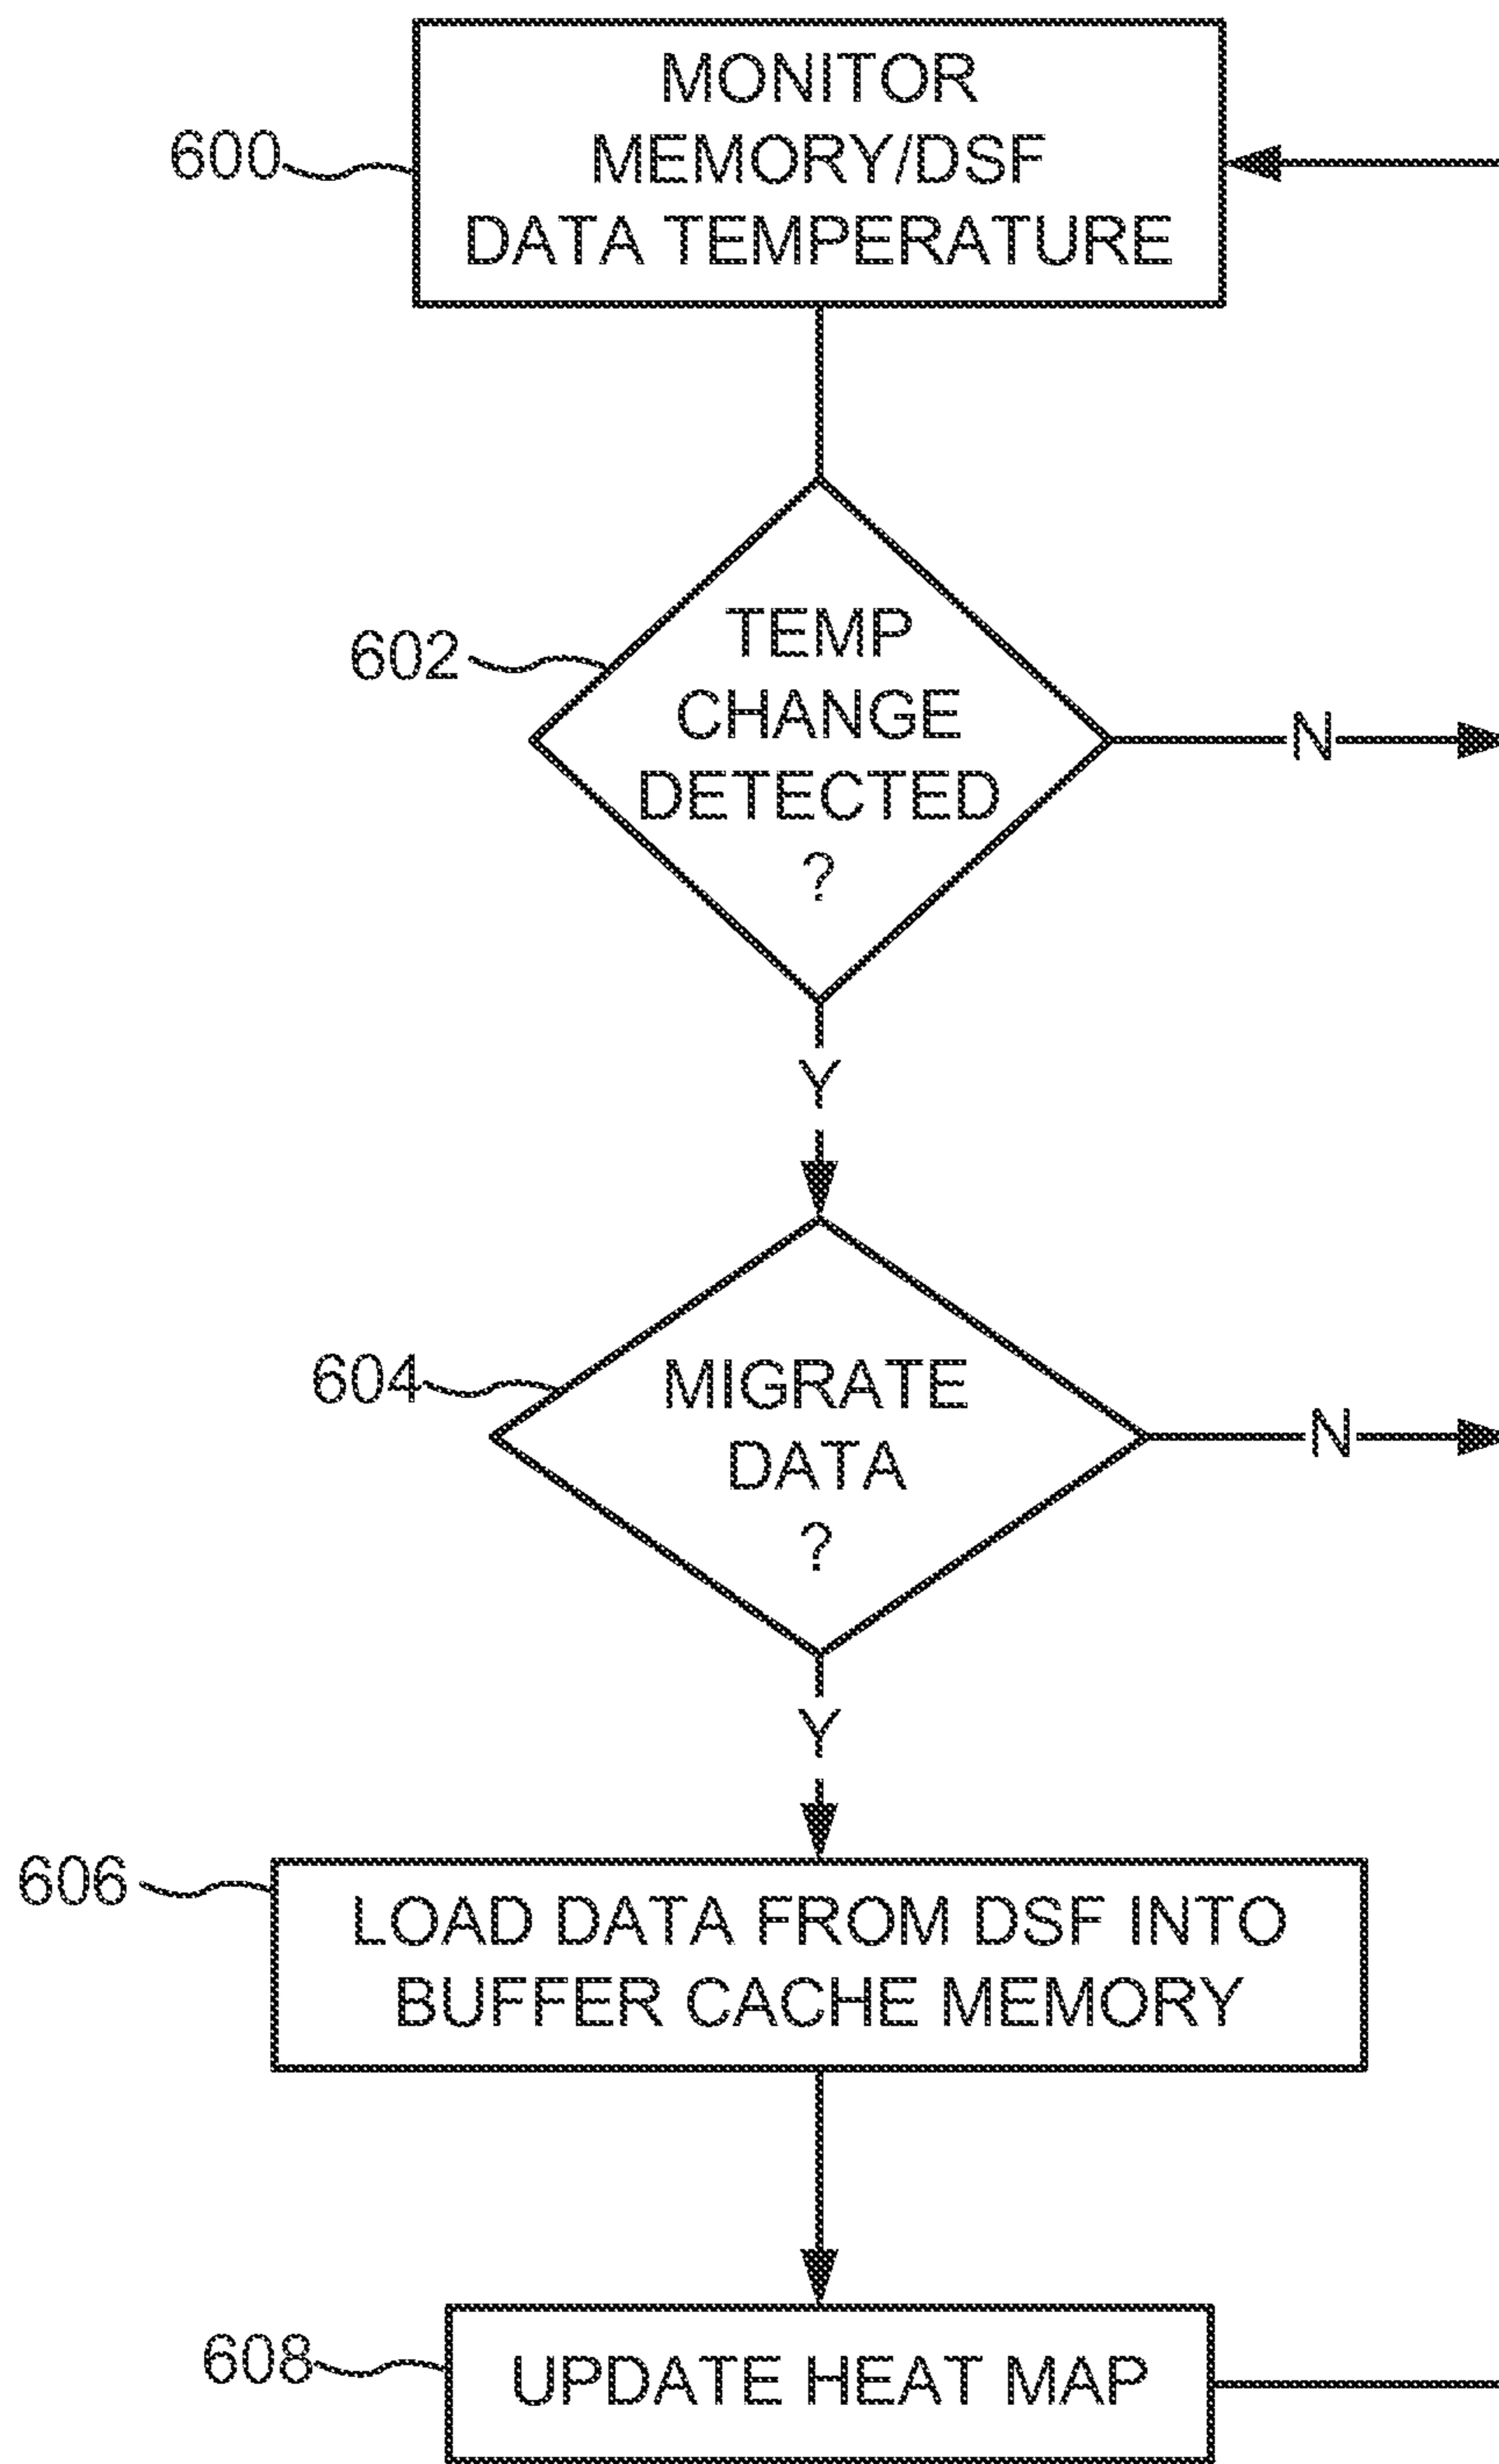 MONITOR
600
MEMORY/DSF
DATA TEMPERATURE
602
TEMP
CHANGE
DETECTED
?
N
Y
604
MIGRATE
DATA
?
N
Y
606
LOAD DATA FROM DSF INTO
BUFFER CACHE MEMORY
608
UPDATE HEAT MAP